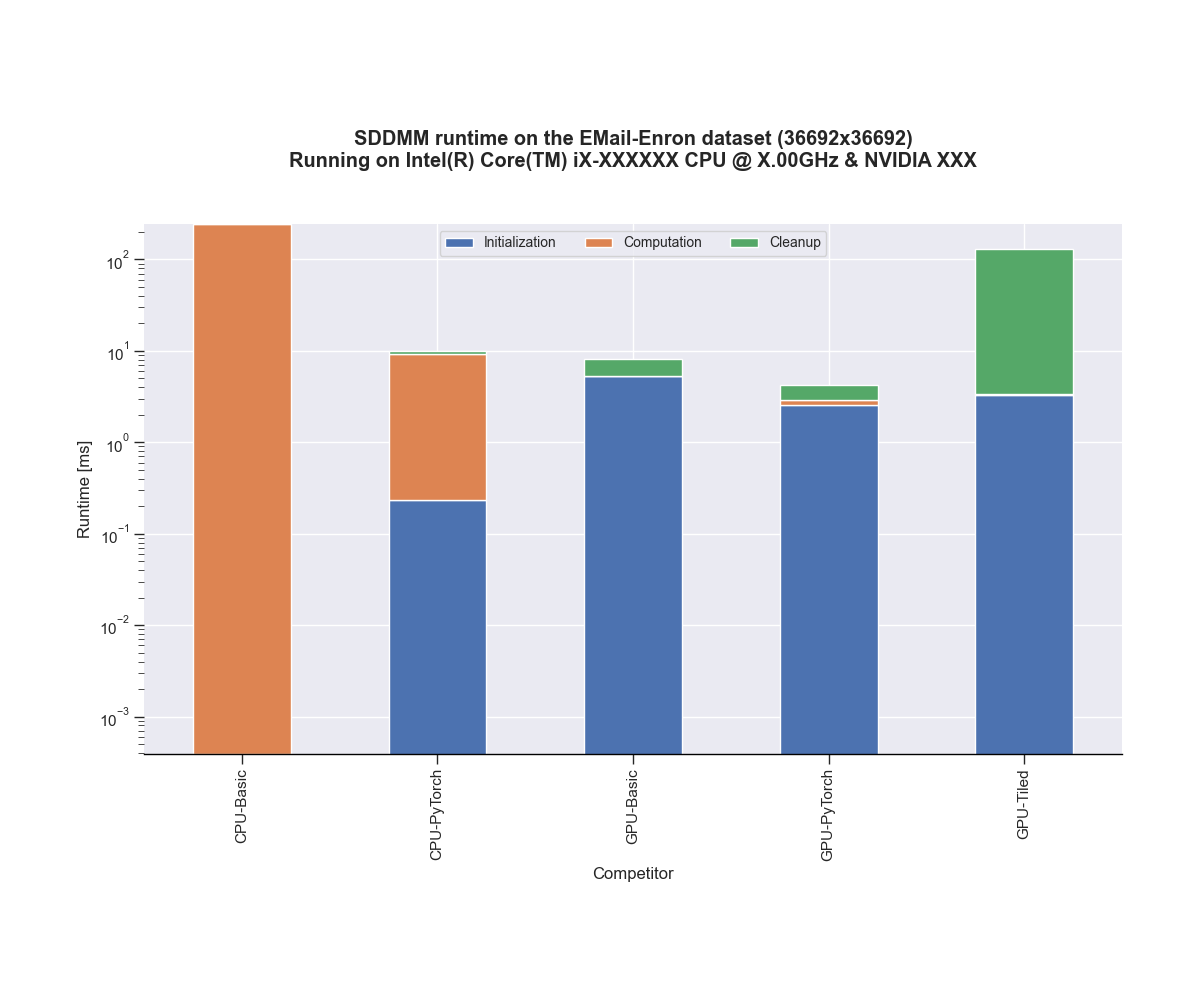 SDDMM runtime on the EMail-Enron dataset (36692x36692)
Running on Intel(R) Core(TM) iX-XXXXXX CPU @ X.00GHz & NVIDIA XXX
Initialization Computation Cleanup
10^2
10^1
10^0
10^−1
10^−2
10^−3
Runtime [ms]
CPU-Basic
CPU-PyTorch
GPU-Basic
GPU-PyTorch
GPU-Tiled
Competitor